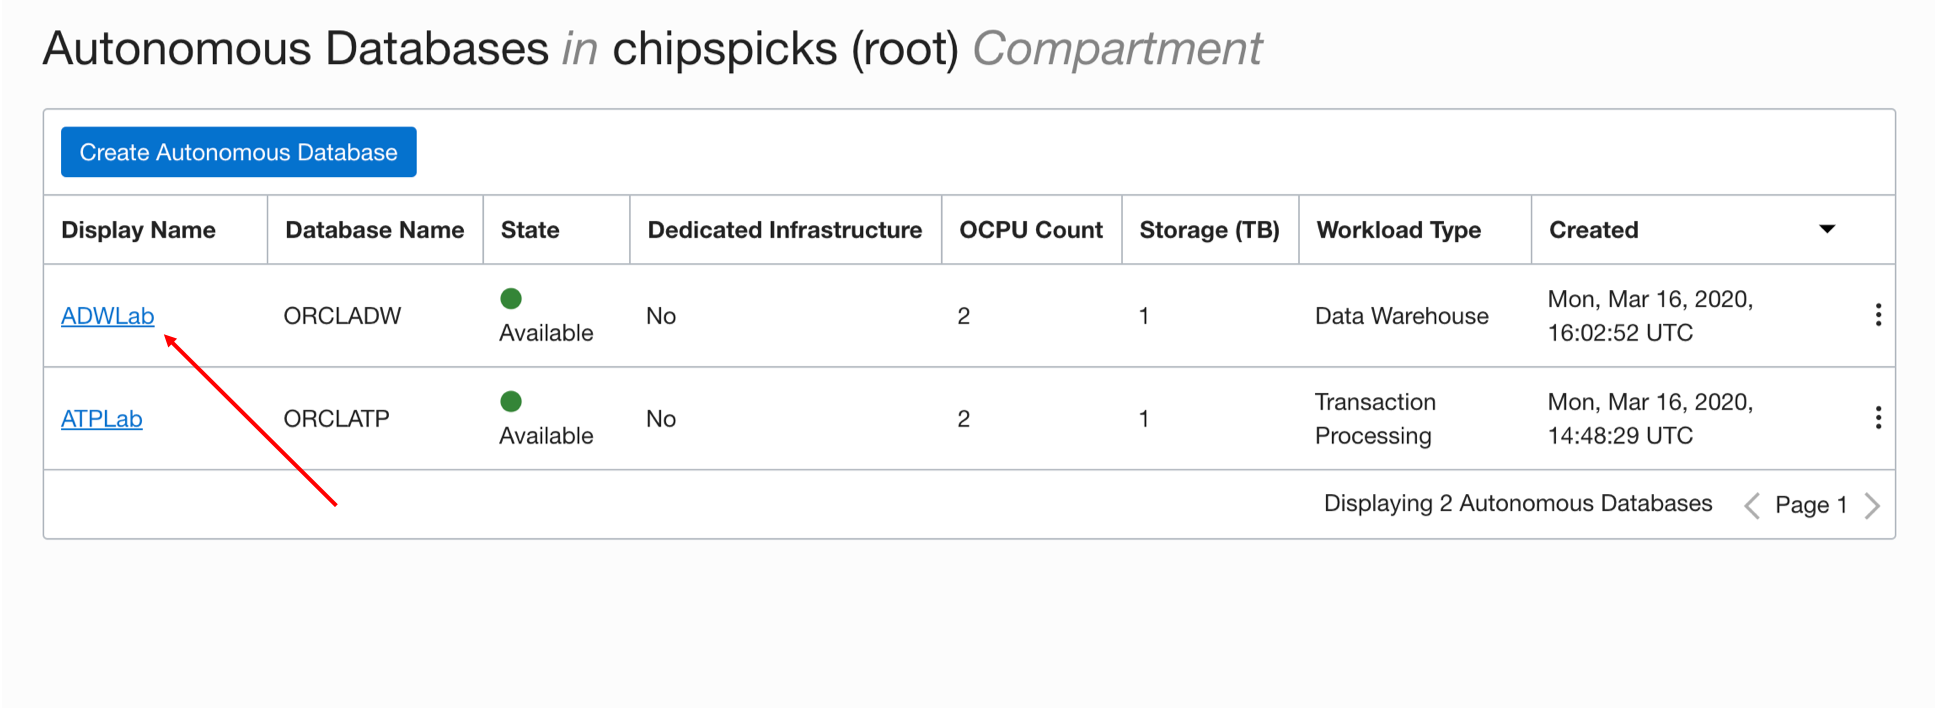 Autonomous Databases in chipspicks (root) Compartment
Create Autonomous Database
Display Name Database Name State Dedicated Infrastructure OCPU Count Storage (TB) Workload Type Created
ADWLab ORCLADW Available No 2 1 Data Warehouse Mon, Mar 16, 2020,
16:02:52 UTC
ATPLab ORCLATP Available No 2 1 Transaction Mon, Mar 16, 2020,
Processing 14:48:29 UTC
Displaying 2 Autonomous Databases Page 1